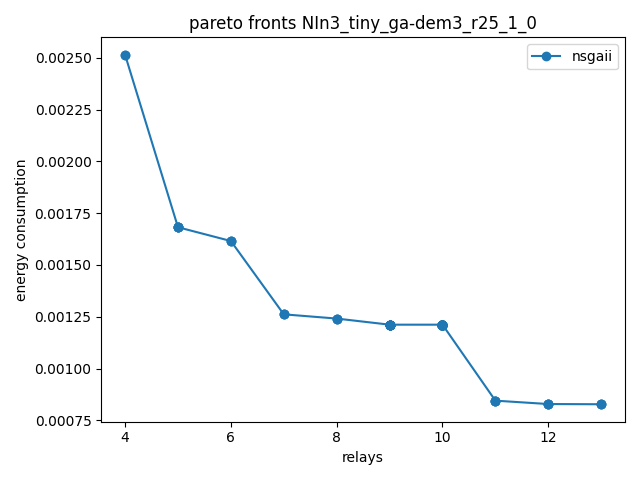 pareto fronts NIn3_tiny_ga-dem3_r25_1_0
nsgaii
0.00250
0.00225
0.00200
0.00175
0.00150
0.00125
0.00100
0.00075
energy consumption
4 6 8 10 12
relays